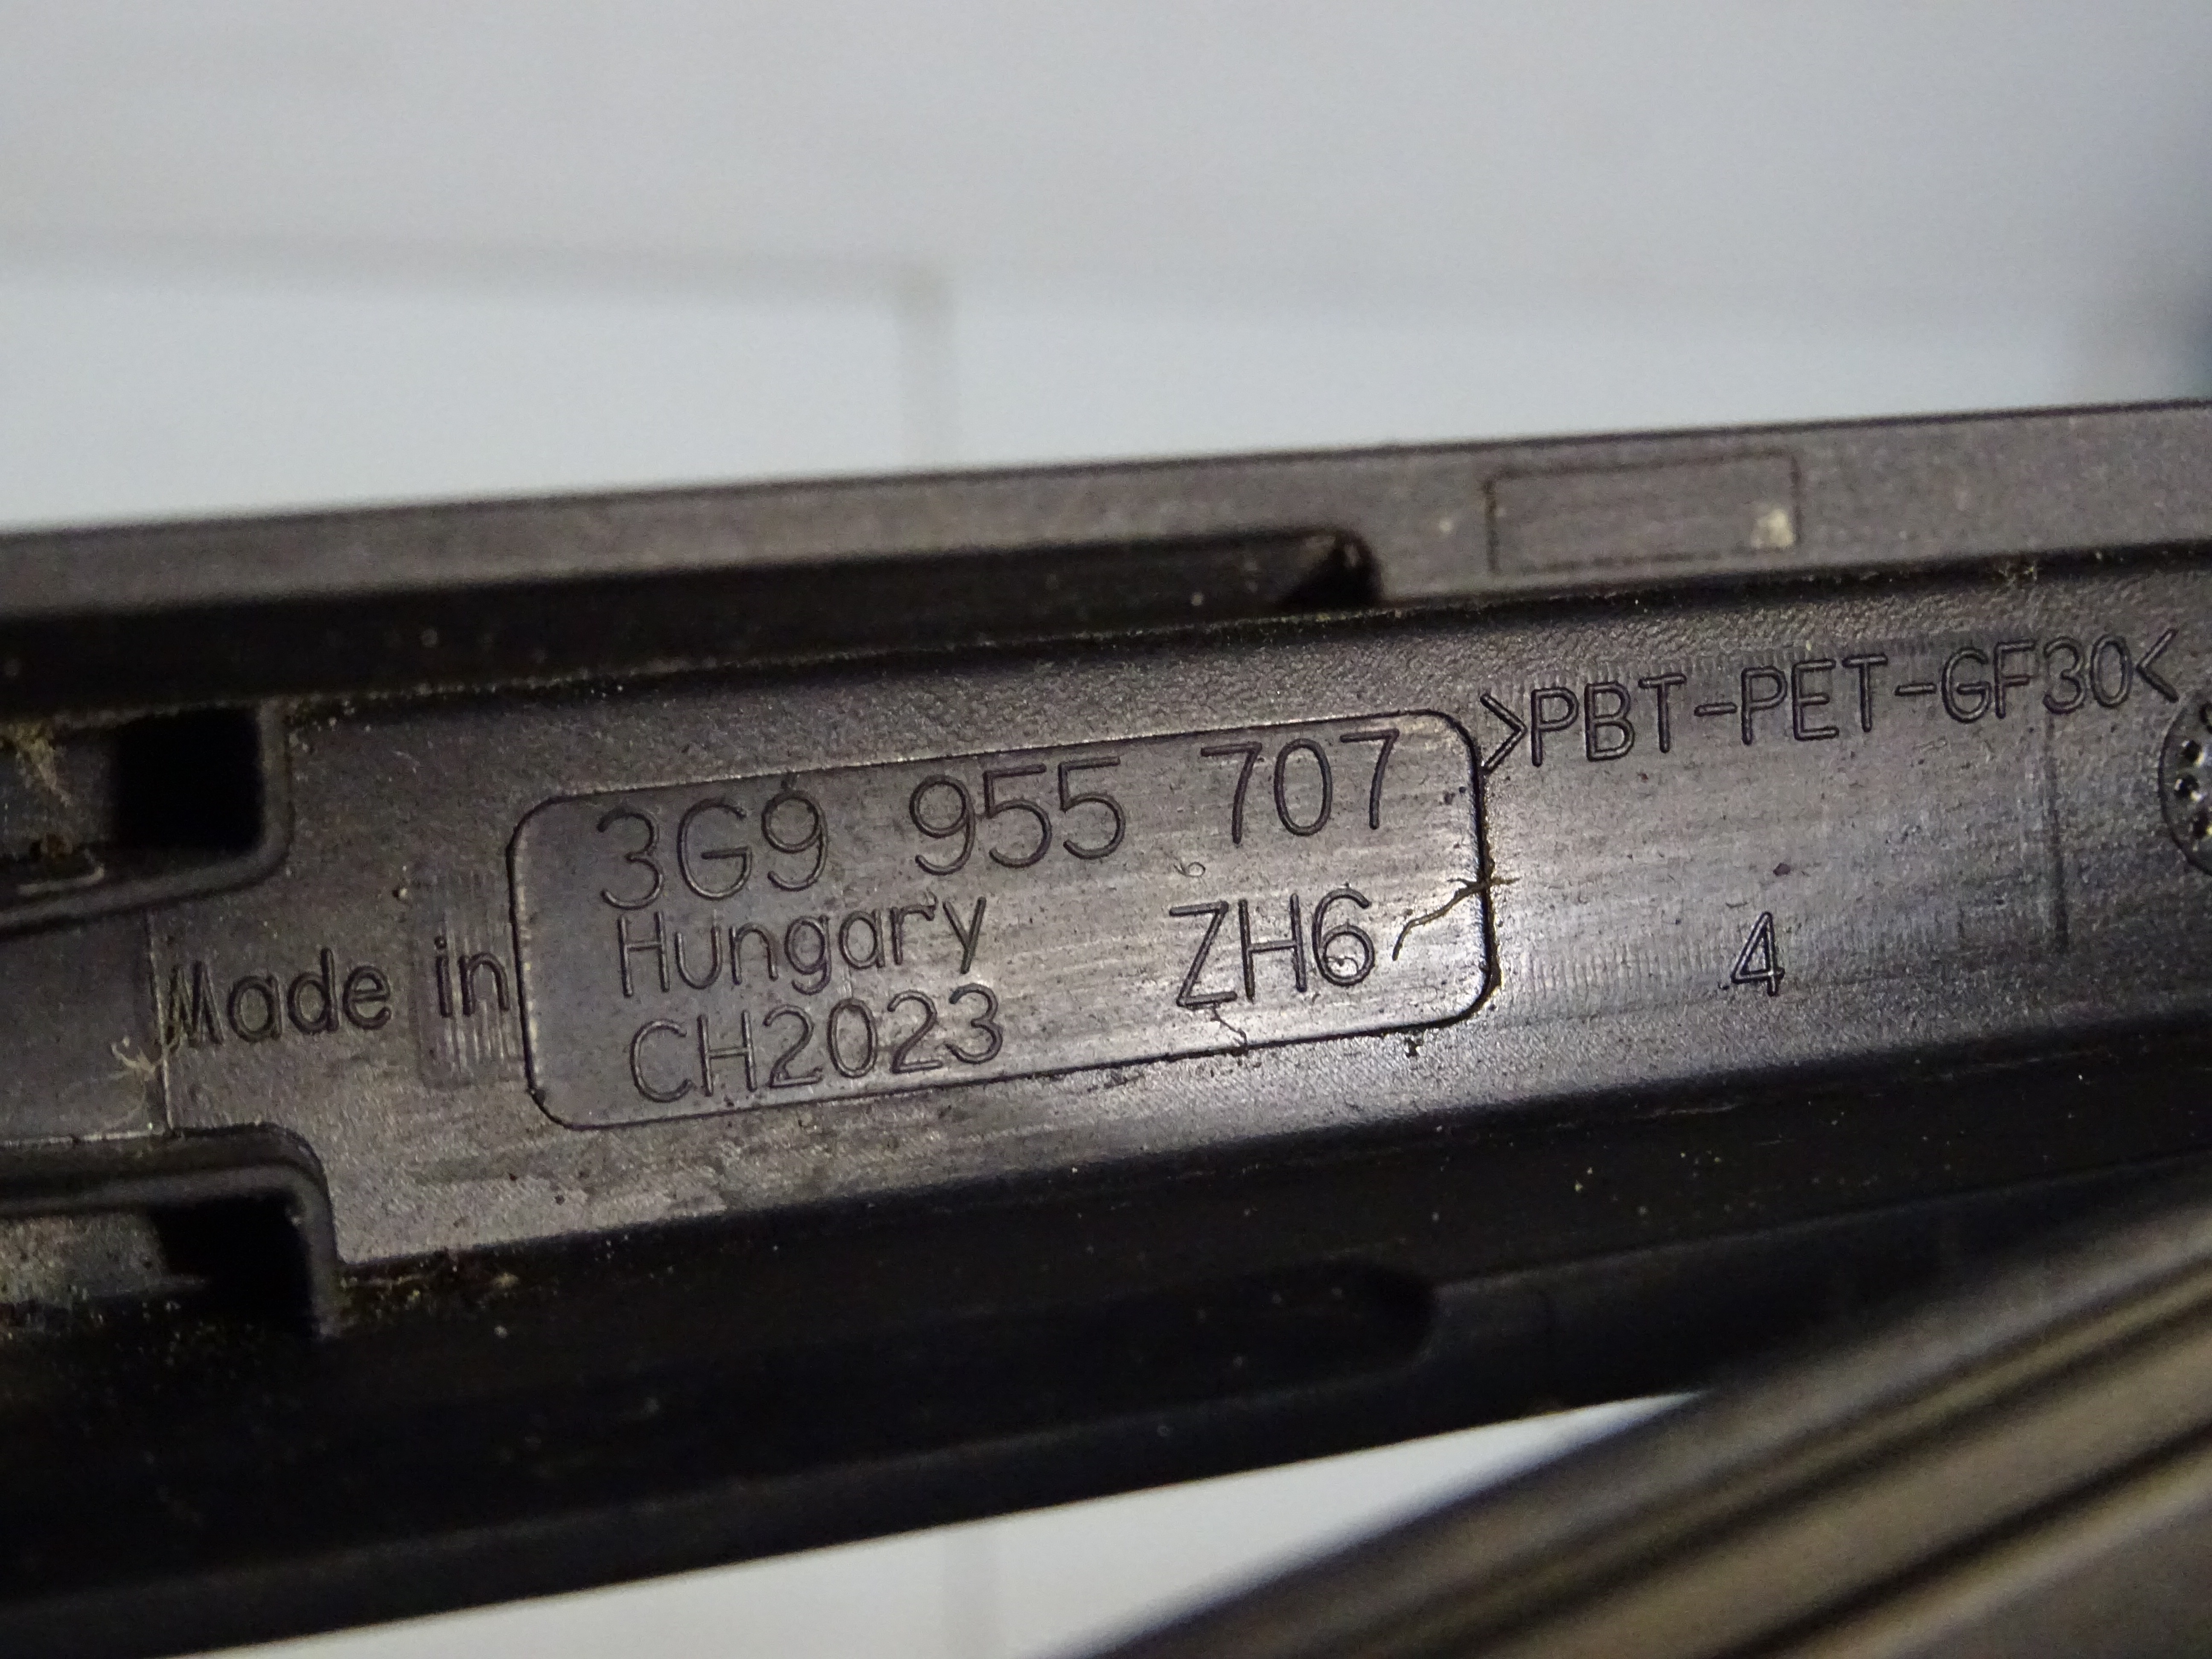 3G9 955 707
>PBT-PET-GF30<
Made in Hungary ZH6
CH2023
4